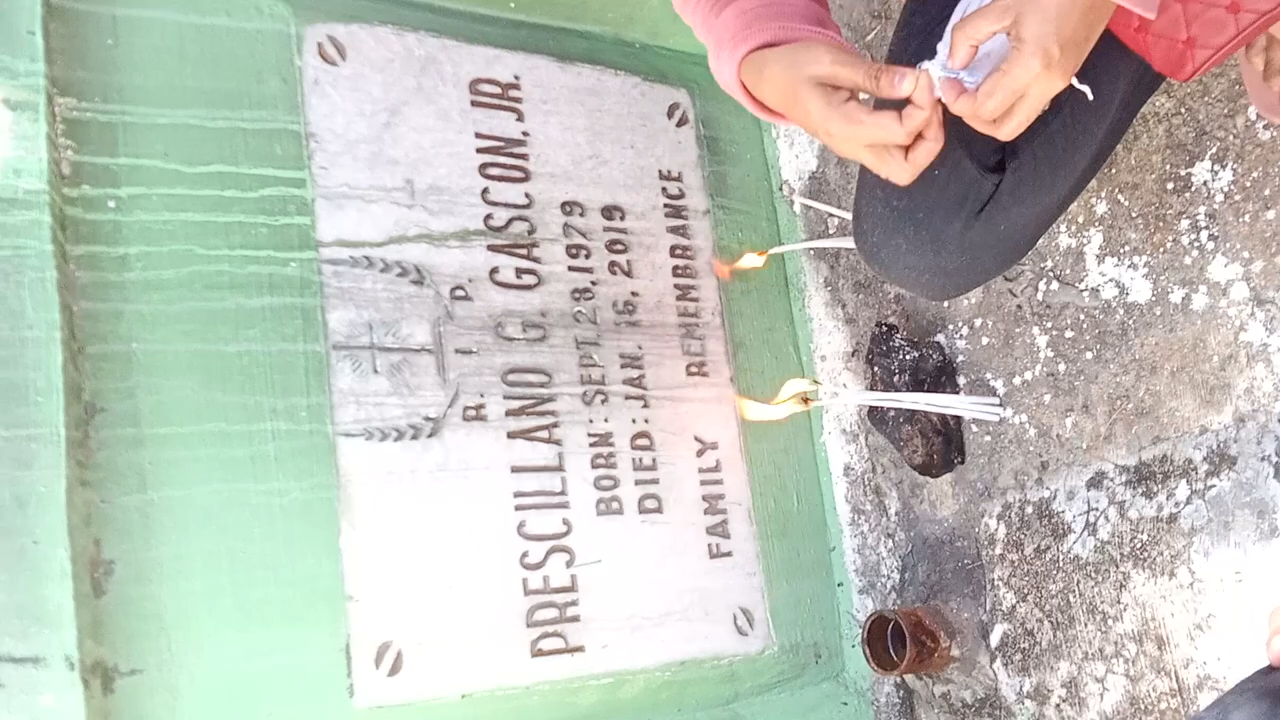 R. I. P.
PRESCILLANO G. GASCON, JR.
BORN: SEPT. 28, 1979
DIED: JAN. 16, 2019
FAMILY REMEMBRANCE